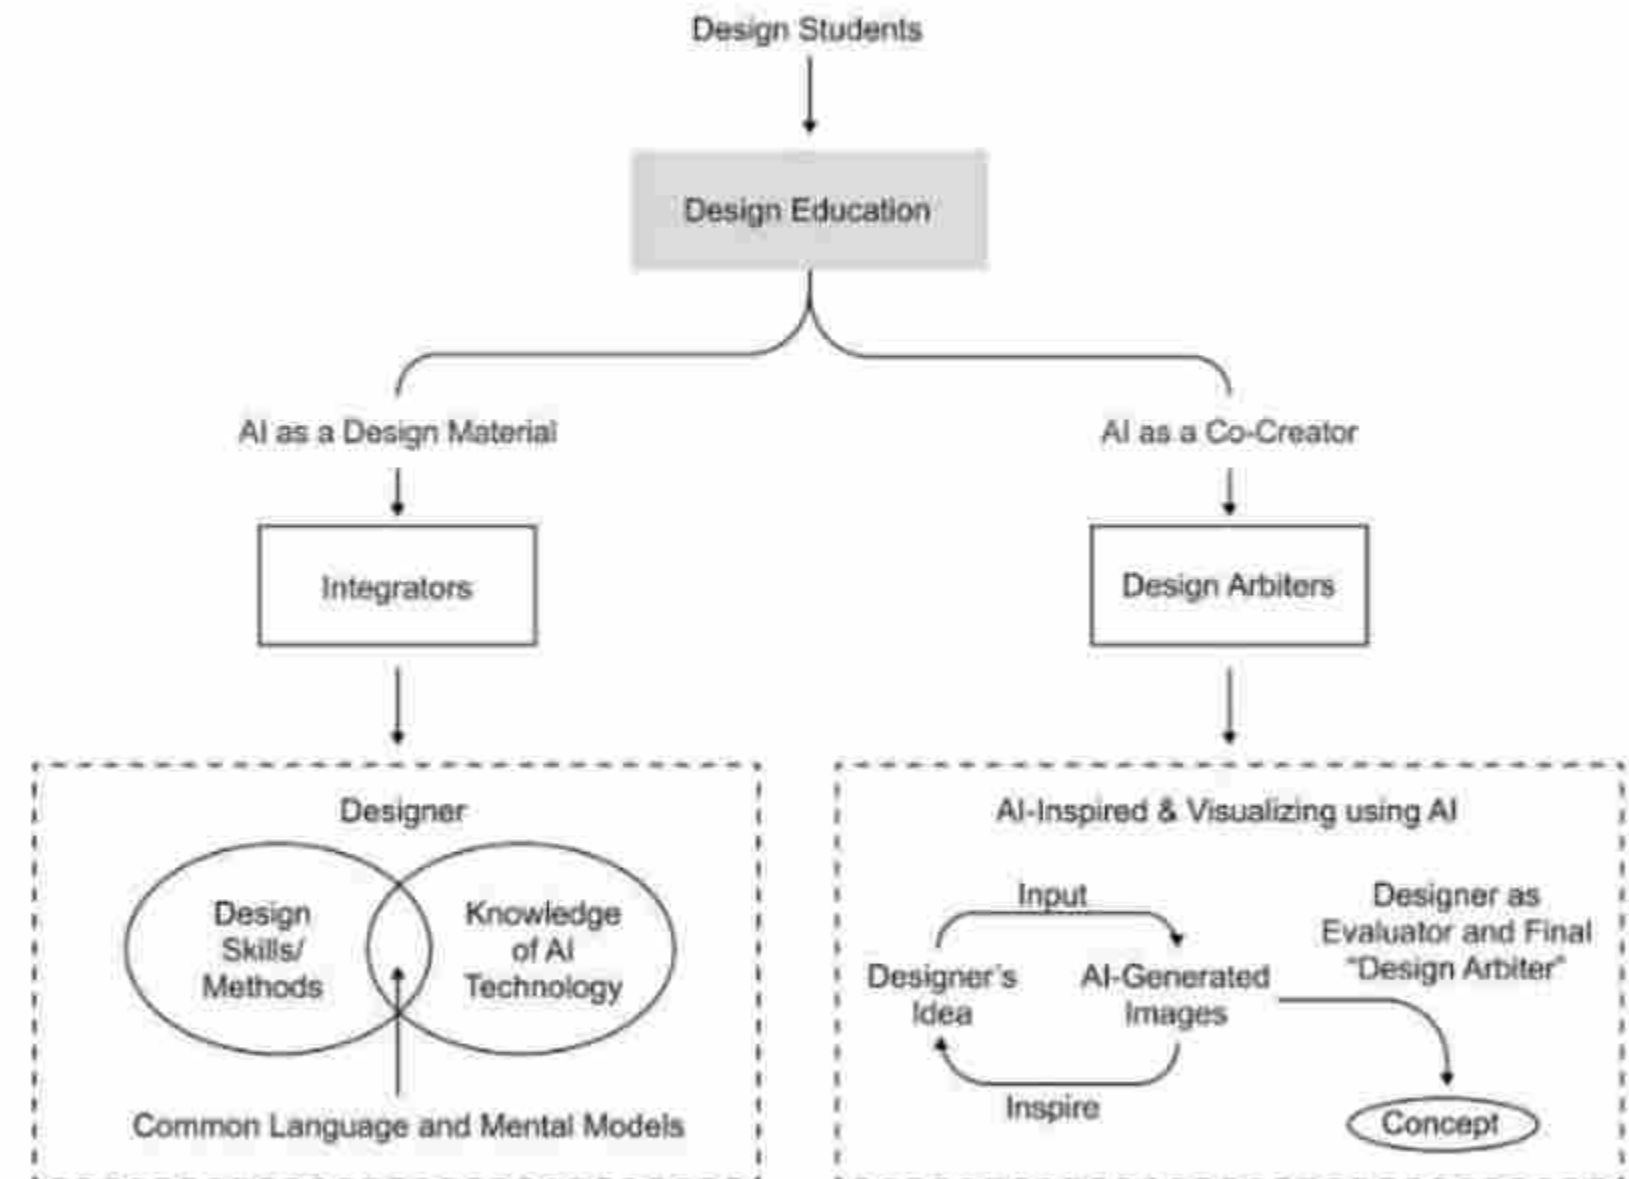 Design Students
Design Education
AI as a Design Material
AI as a Co-Creator
Integrators
Design Arbiters
Designer
Design
Skills/
Methods
Knowledge
of AI
Technology
Common Language and Mental Models
AI-Inspired & Visualizing using AI
Input
Designer's
Idea
AI-Generated
Images
Inspire
Designer as
Evaluator and Final
"Design Arbiter"
Concept